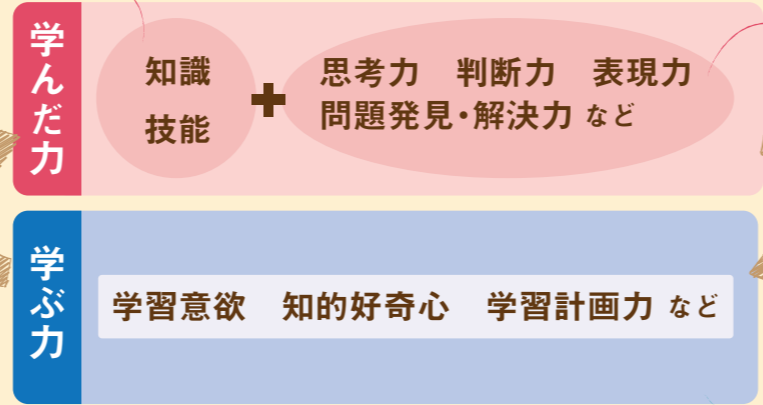 学んだ力
知識
技能
+
思考力 判断力 表現力
問題発見・解決力 など
学ぶ力
学習意欲 知的好奇心 学習計画力 など